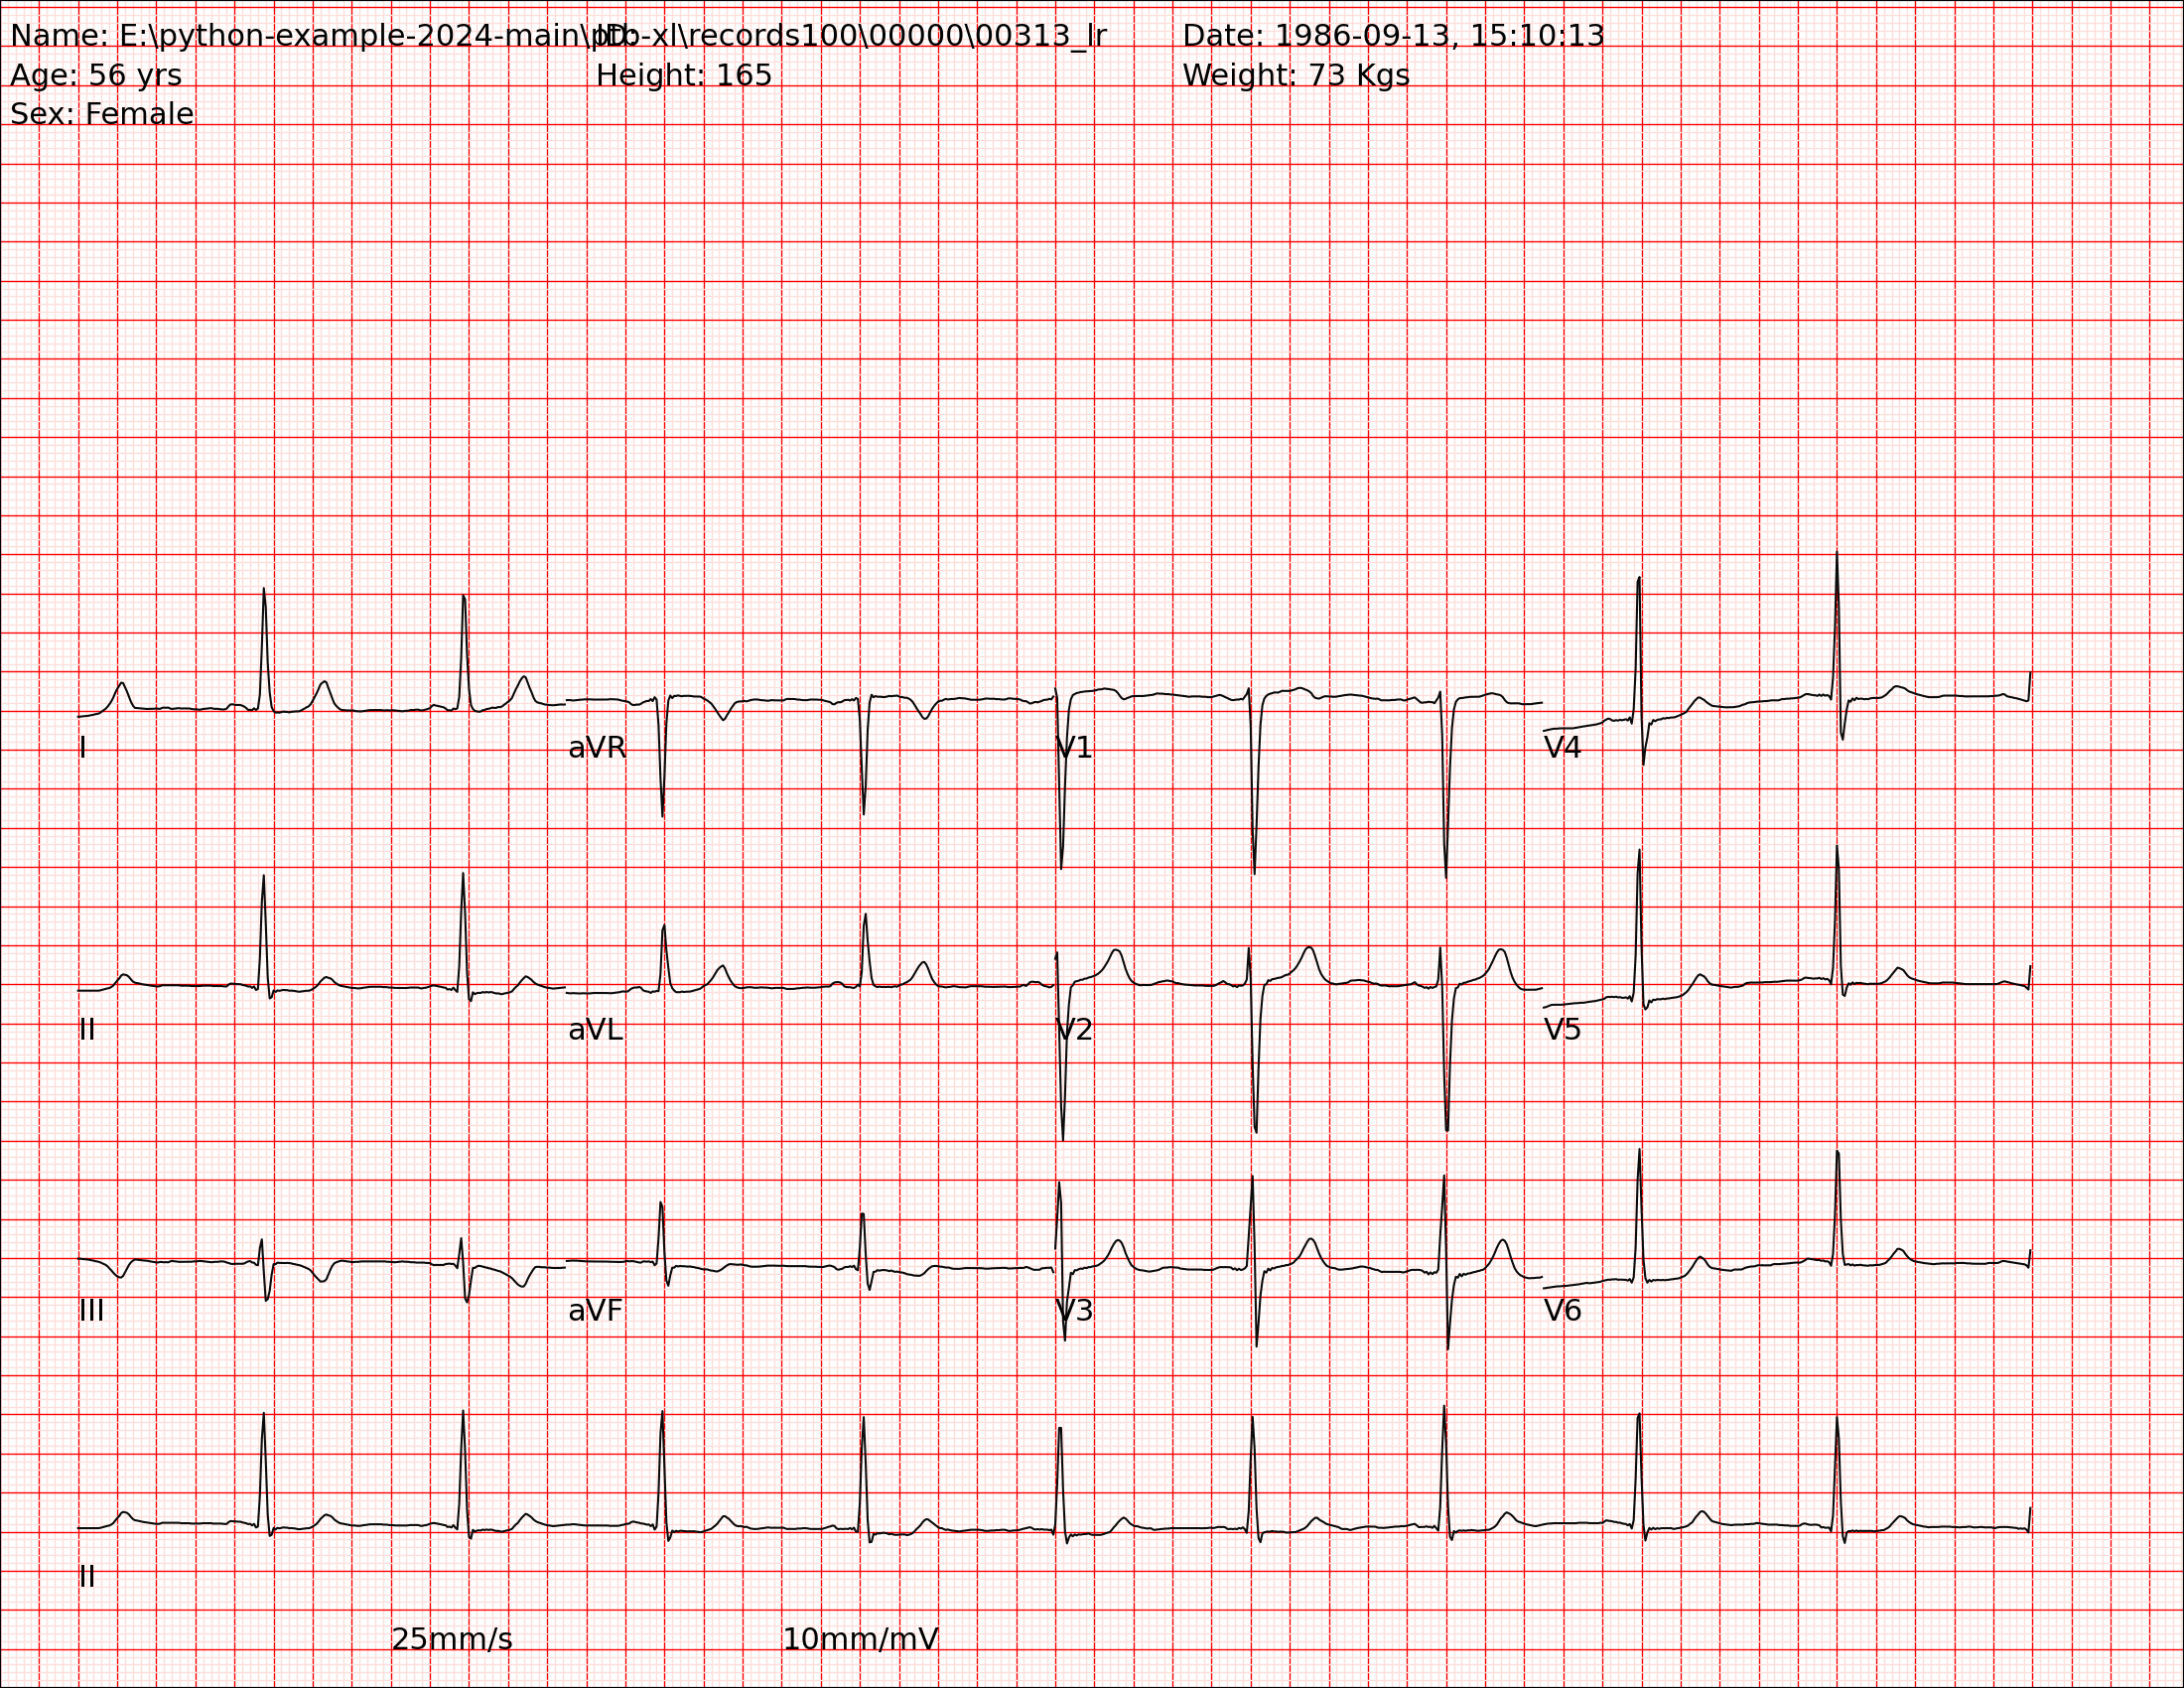 Name: E:\python-example-2024-main\ptb-xl\records100\00000\00313_lr ID: Date: 1986-09-13, 15:10:13
Age: 56 yrs Height: 165 Weight: 73 Kgs
Sex: Female
I aVR V1 V4
II aVL V2 V5
III aVF V3 V6
II
25mm/s 10mm/mV